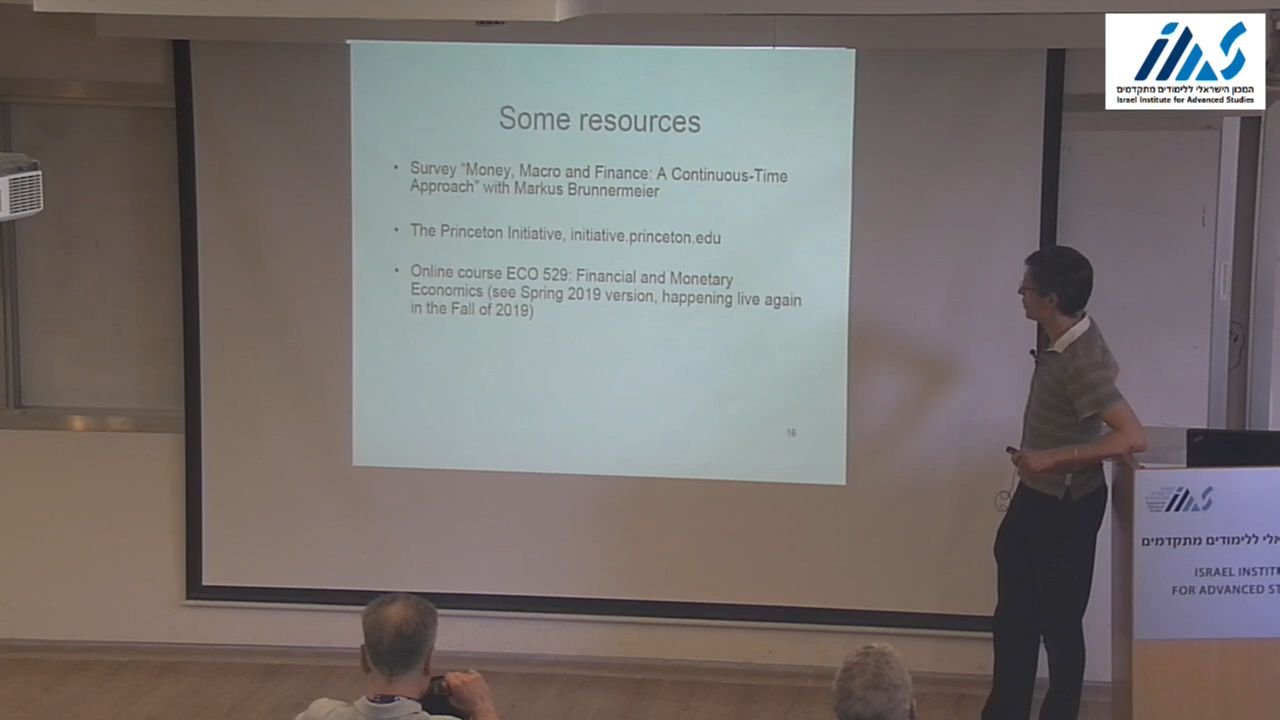 המכון הישראלי ללימודים מתקדמים
Israel Institute for Advanced Studies
Some resources
• Survey “Money, Macro and Finance: A Continuous-Time
Approach” with Markus Brunnermeier
• The Princeton Initiative, initiative.princeton.edu
• Online course ECO 529: Financial and Monetary
Economics (see Spring 2019 version, happening live again
in the Fall of 2019)
16
ללימודים מתקדמים
ISRAEL
FOR ADVANCED